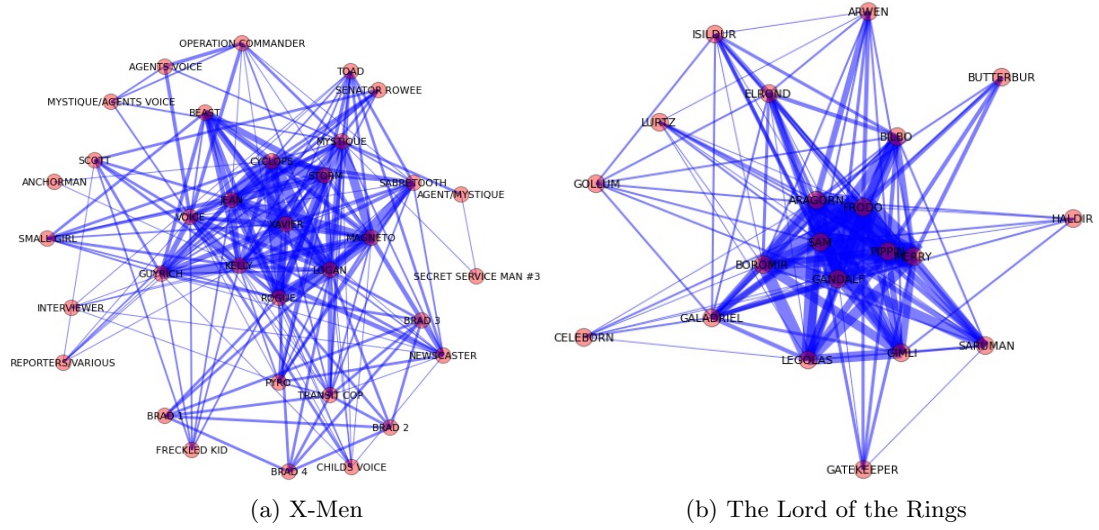 OPERATION COMMANDER
AGENTS VOICE
TOAD
SENATOR ROWEE
MYSTIQUE/AGENTS VOICE
BEAST
MYSTIQUE
SCOTT
CYCLOPS
STORM
ANCHORMAN
SABRETOOTH
AGENT/MYSTIQUE
JEAN
VOICE
XAVIER
SMALL GIRL
MAGNETO
KELLY
LOGAN
GUYRICH
SECRET SERVICE MAN #3
ROGUE
INTERVIEWER
BRAD 3
NEWSCASTER
REPORTERS/VARIOUS
PYRO
TRANSIT COP
BRAD 1
BRAD 2
FRECKLED KID
BRAD 4
CHILDS VOICE
(a) X-Men
ARWEN
ISILDUR
BUTTERBUR
ELROND
LURTZ
BILBO
GOLLUM
ARAGORN
FRODO
HALDIR
SAM
PIPPIN
MERRY
BOROMIR
GANDALF
GALADRIEL
CELEBORN
SARUMAN
LEGOLAS
GIMLI
GATEKEEPER
(b) The Lord of the Rings